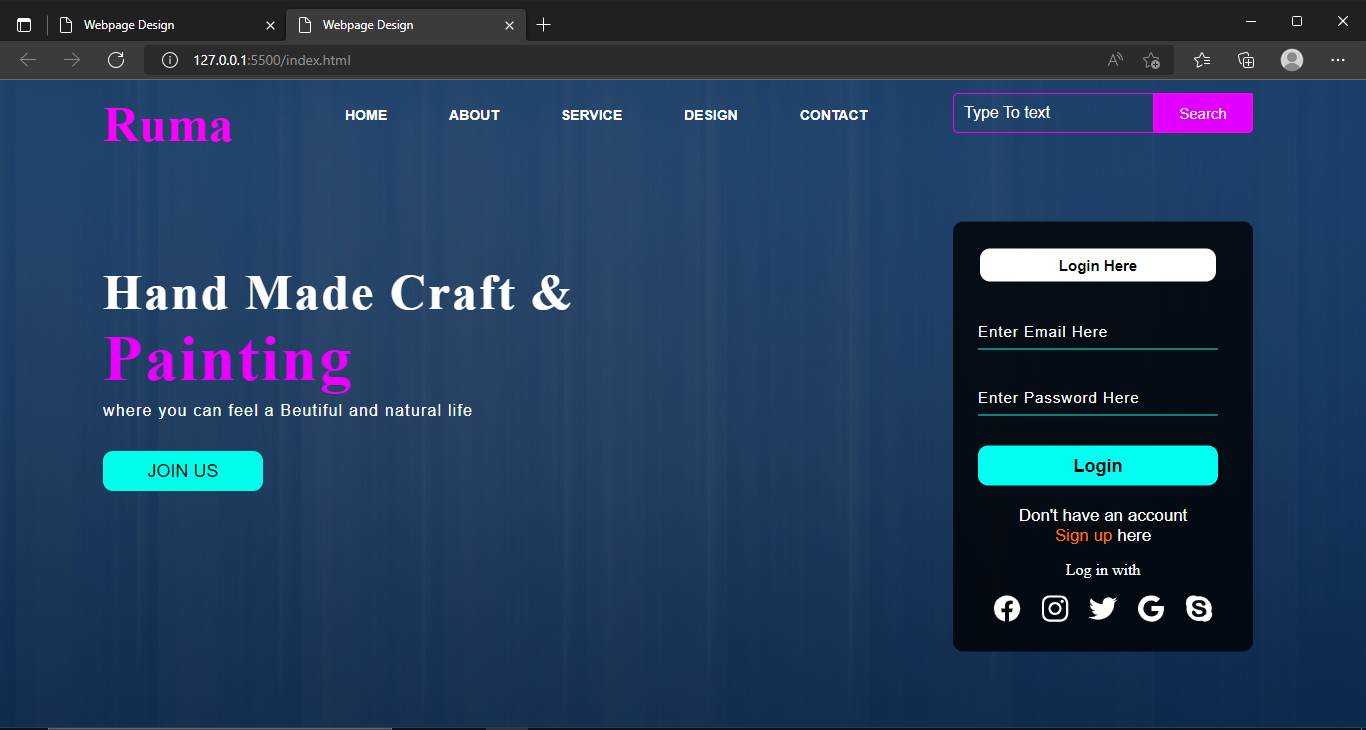 Webpage Design
Webpage Design
127.0.0.1:5500/index.html
Ruma
HOME
ABOUT
SERVICE
DESIGN
CONTACT
Type To text
Search
Hand Made Craft &
Painting
where you can feel a Beutiful and natural life
JOIN US
Login Here
Enter Email Here
Enter Password Here
Login
Don't have an account
Sign up here
Log in with